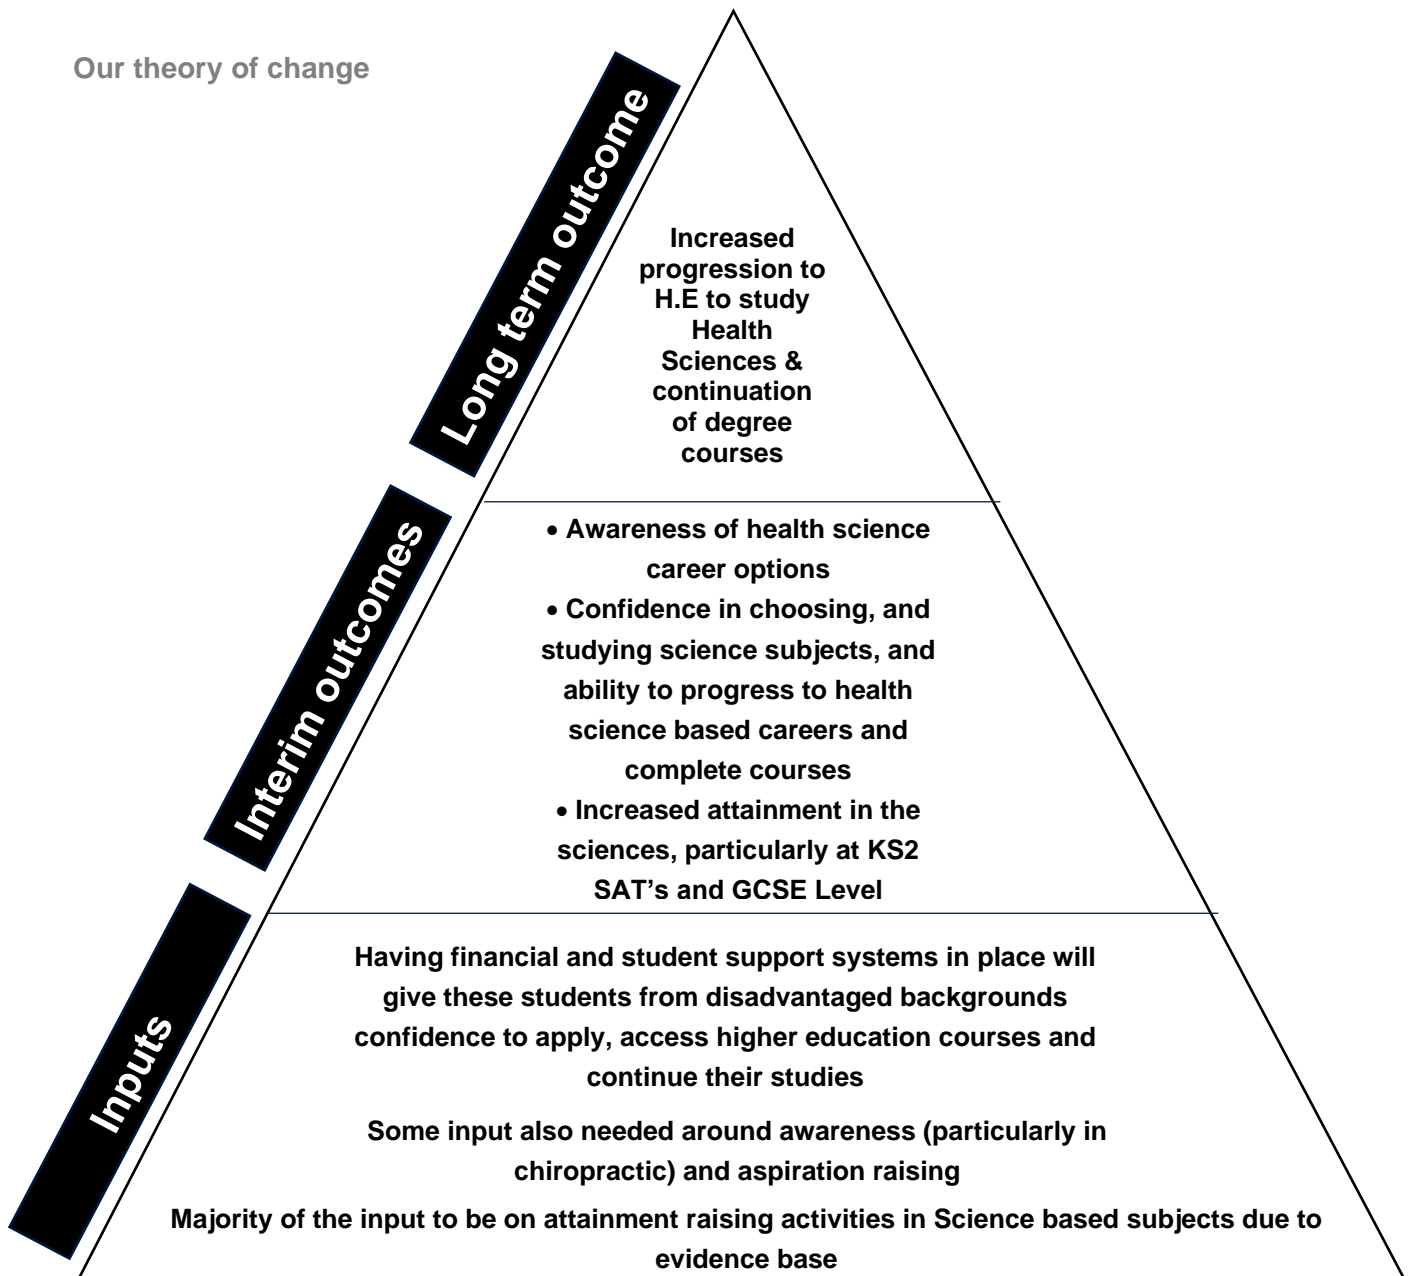 Our theory of change
Long term outcome
Increased
progression to
H.E to study
Health
Sciences &
continuation
of degree
courses
Interim outcomes
• Awareness of health science
career options
• Confidence in choosing, and
studying science subjects, and
ability to progress to health
science based careers and
complete courses
• Increased attainment in the
sciences, particularly at KS2
SAT's and GCSE Level
Inputs
Having financial and student support systems in place will
give these students from disadvantaged backgrounds
confidence to apply, access higher education courses and
continue their studies
Some input also needed around awareness (particularly in
chiropractic) and aspiration raising
Majority of the input to be on attainment raising activities in Science based subjects due to
evidence base